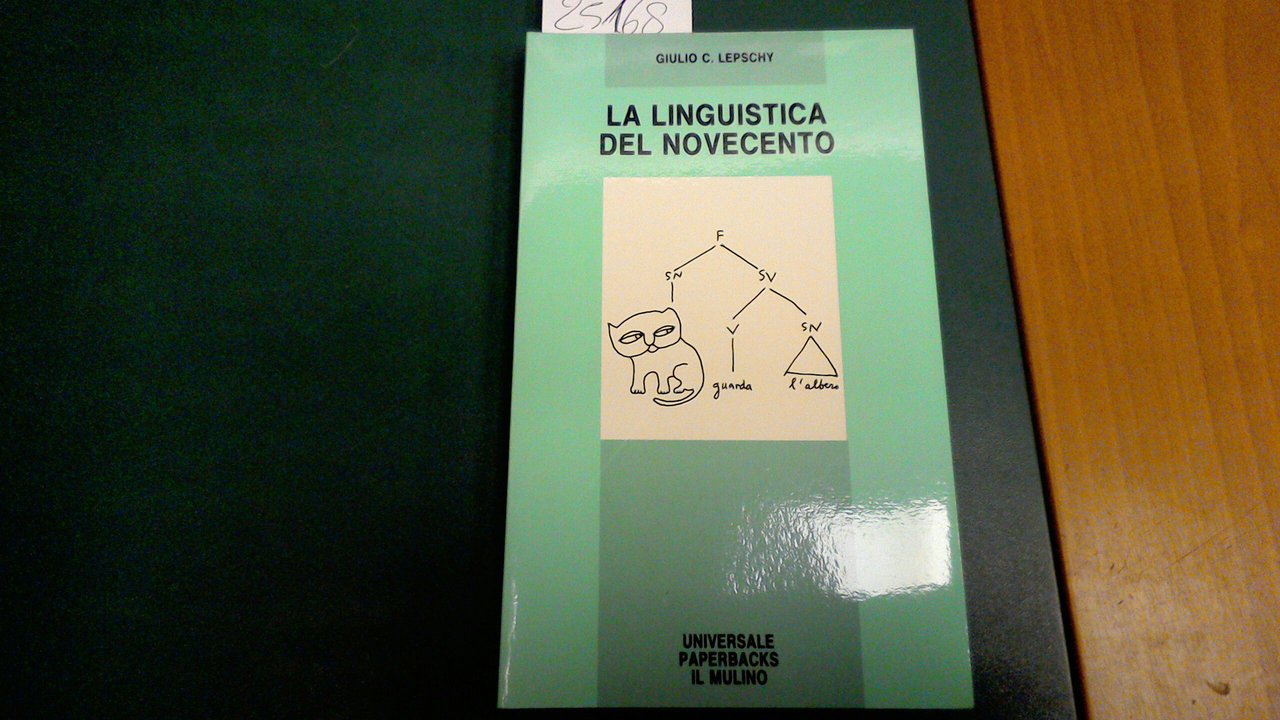 25168
GIULIO C. LEPSCHY
LA LINGUISTICA
DEL NOVECENTO
F
SN SV
V SN
guarda l'albero
UNIVERSALE
PAPERBACKS
IL MULINO